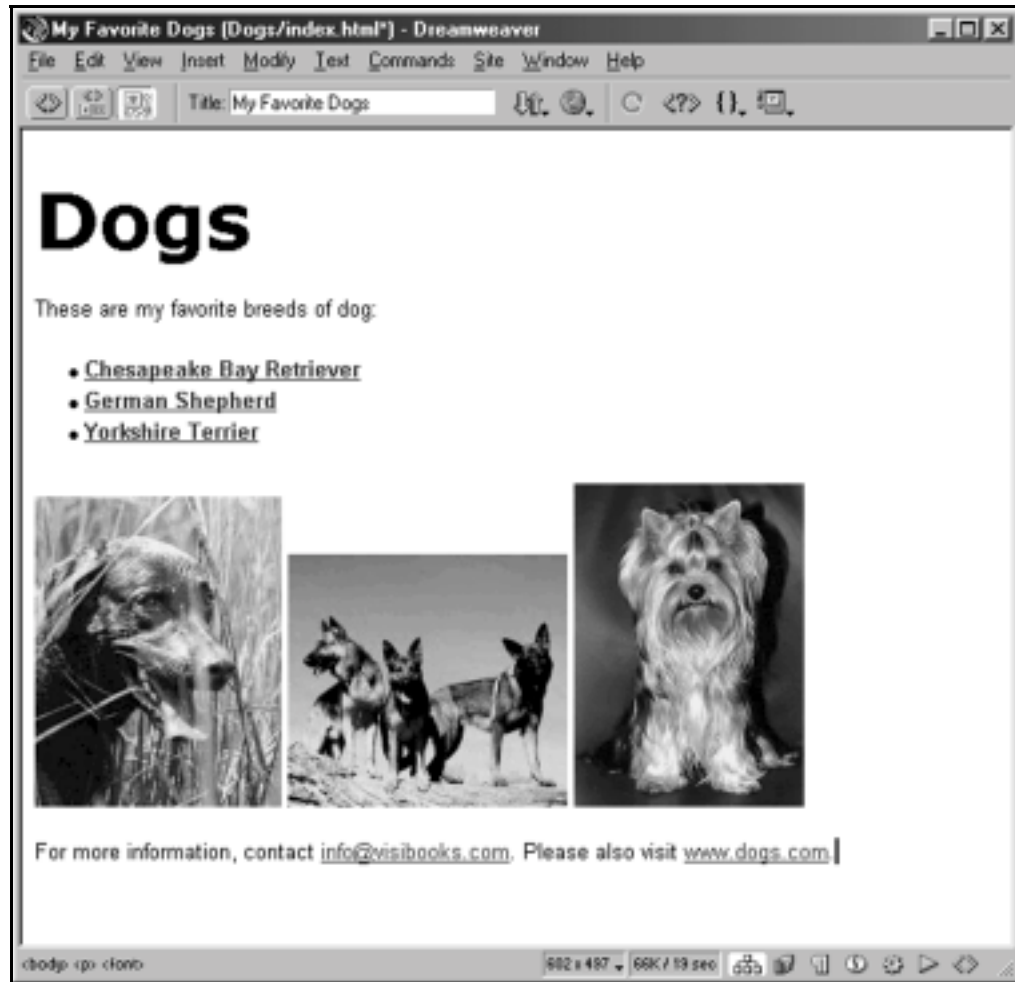 My Favorite Dogs (Dogs/index.html*) - Dreamweaver
File Edit View Insert Modify Text Commands Site Window Help
Title: My Favorite Dogs
Dogs
These are my favorite breeds of dog:
• Chesapeake Bay Retriever
• German Shepherd
• Yorkshire Terrier
For more information, contact info@visibooks.com. Please also visit www.dogs.com.
<body> <p> <font> 602 x 497 66K / 19 sec